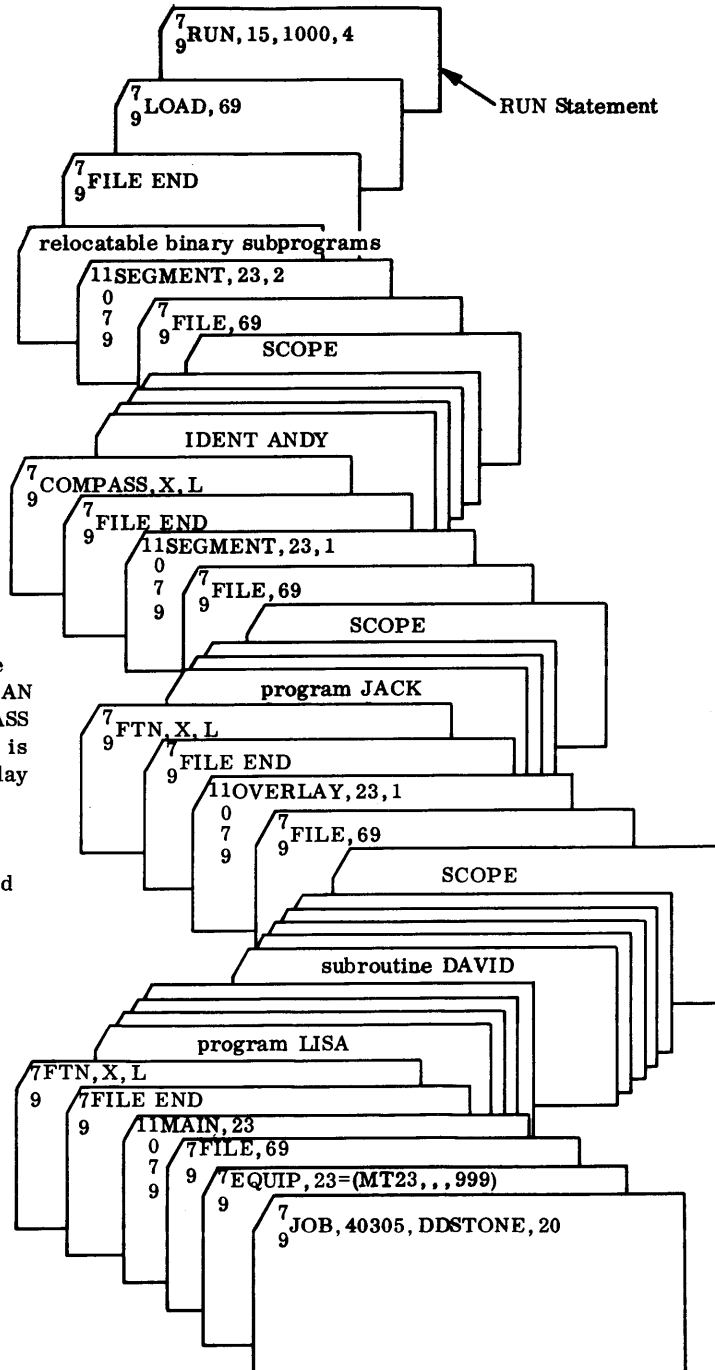 7
9RUN,15,1000,4
RUN Statement
7
9LOAD,69
7
9FILE END
relocatable binary subprograms
11SEGMENT,23,2
0
7
9
7
9FILE,69
SCOPE
IDENT ANDY
7
9COMPASS,X,L
7
9FILE END
11SEGMENT,23,1
0
7
9
7
9FILE,69
SCOPE
e
AN
ASS
is
lay
d
program JACK
7
9FTN,X,L
7
9FILE END
11OVERLAY,23,1
0
7
9
7
9FILE,69
SCOPE
subroutine DAVID
program LISA
7FTN,X,L
9
7FILE END
9
11MAIN,23
0
7
9
7FILE,69
9
7EQUIP,23=(MT23,,,999)
9
7
9JOB,40305,DDSTONE,20